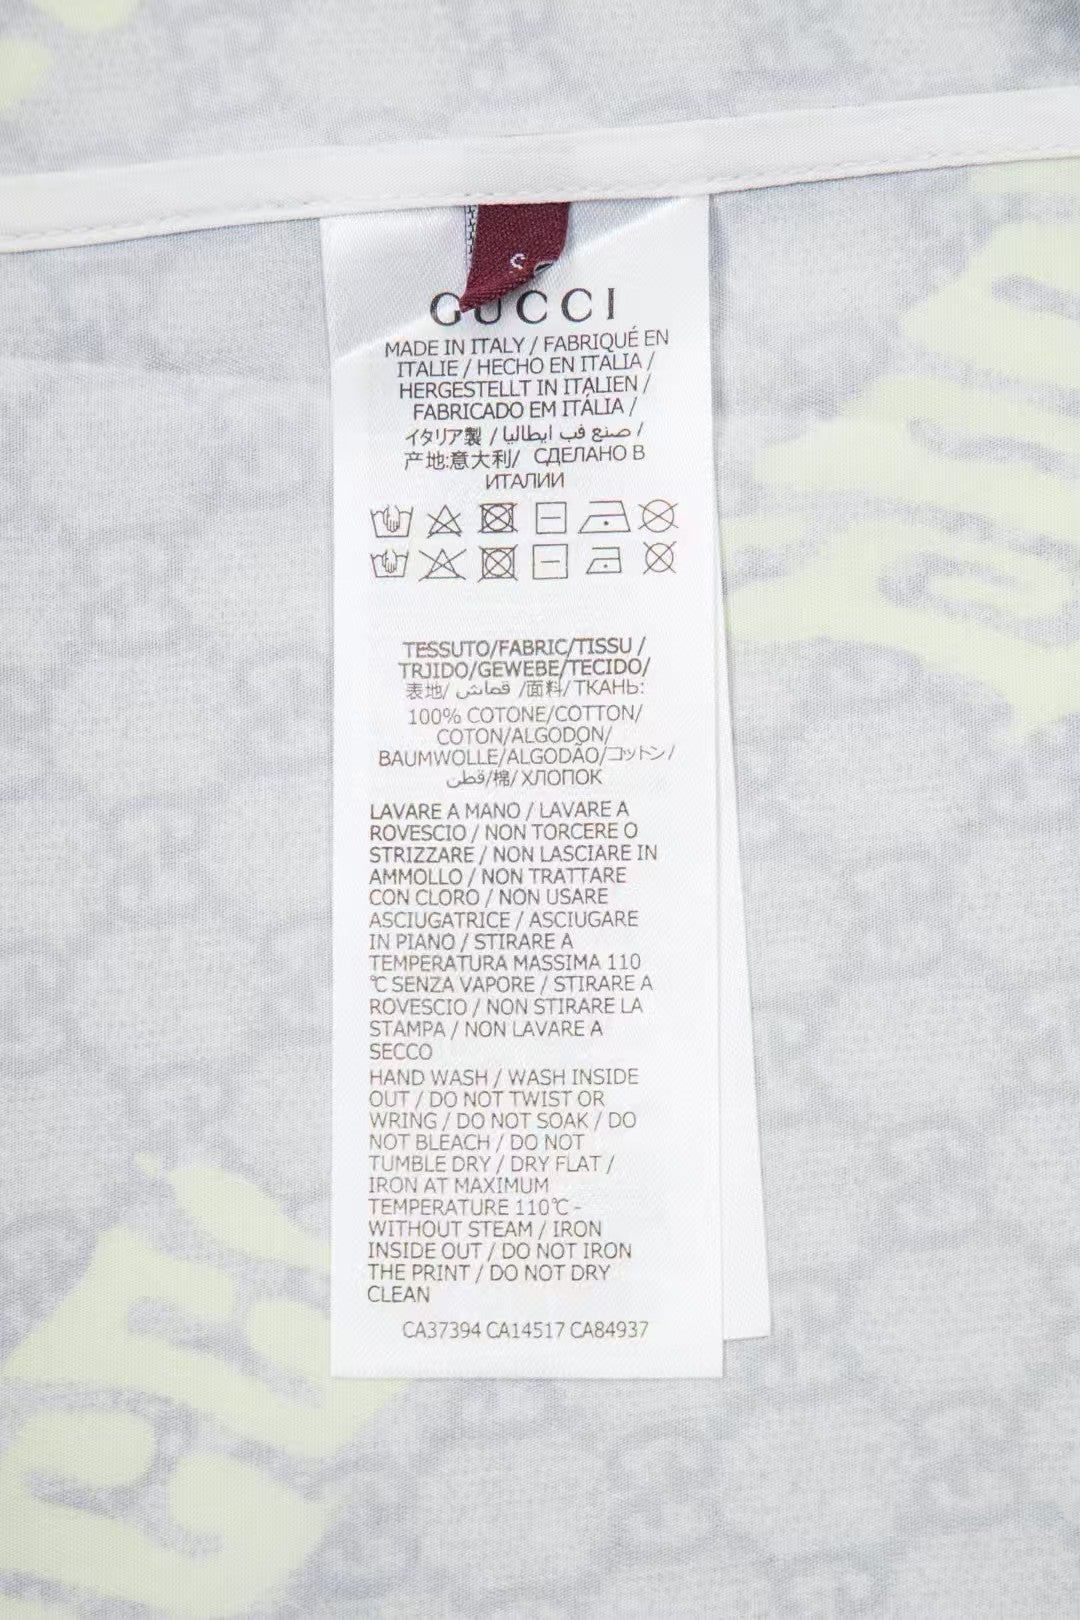 S
GUCCI
MADE IN ITALY / FABRIQUÉ EN
ITALIE / HECHO EN ITALIA /
HERGESTELLT IN ITALIEN /
FABRICADO EM ITÁLIA /
イタリア製 / صنع فب ايطاليا /
产地:意大利/ СДЕЛАНО В
ИТАЛИИ
TESSUTO/FABRIC/TISSU /
TRJIDO/GEWEBE/TECIDO/
表地/ قماش /面料/ ТКАНЬ:
100% COTONE/COTTON/
COTON/ALGODON/
BAUMWOLLE/ALGODÃO/コットン/
قطن/棉/ ХЛОПОК
LAVARE A MANO / LAVARE A
ROVESCIO / NON TORCERE O
STRIZZARE / NON LASCIARE IN
AMMOLLO / NON TRATTARE
CON CLORO / NON USARE
ASCIUGATRICE / ASCIUGARE
IN PIANO / STIRARE A
TEMPERATURA MASSIMA 110
℃ SENZA VAPORE / STIRARE A
ROVESCIO / NON STIRARE LA
STAMPA / NON LAVARE A
SECCO
HAND WASH / WASH INSIDE
OUT / DO NOT TWIST OR
WRING / DO NOT SOAK / DO
NOT BLEACH / DO NOT
TUMBLE DRY / DRY FLAT /
IRON AT MAXIMUM
TEMPERATURE 110℃ -
WITHOUT STEAM / IRON
INSIDE OUT / DO NOT IRON
THE PRINT / DO NOT DRY
CLEAN
CA37394 CA14517 CA84937